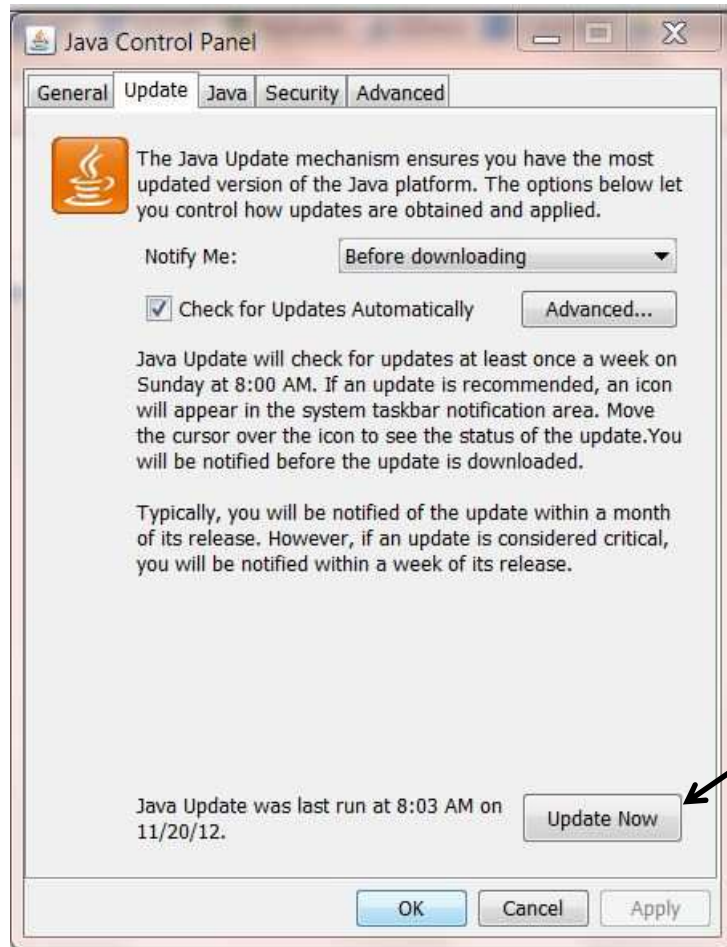 Java Control Panel
General Update Java Security Advanced
The Java Update mechanism ensures you have the most
updated version of the Java platform. The options below let
you control how updates are obtained and applied.
Notify Me: Before downloading
Check for Updates Automatically Advanced...
Java Update will check for updates at least once a week on
Sunday at 8:00 AM. If an update is recommended, an icon
will appear in the system taskbar notification area. Move
the cursor over the icon to see the status of the update.You
will be notified before the update is downloaded.
Typically, you will be notified of the update within a month
of its release. However, if an update is considered critical,
you will be notified within a week of its release.
Java Update was last run at 8:03 AM on
11/20/12.
Update Now
OK Cancel Apply